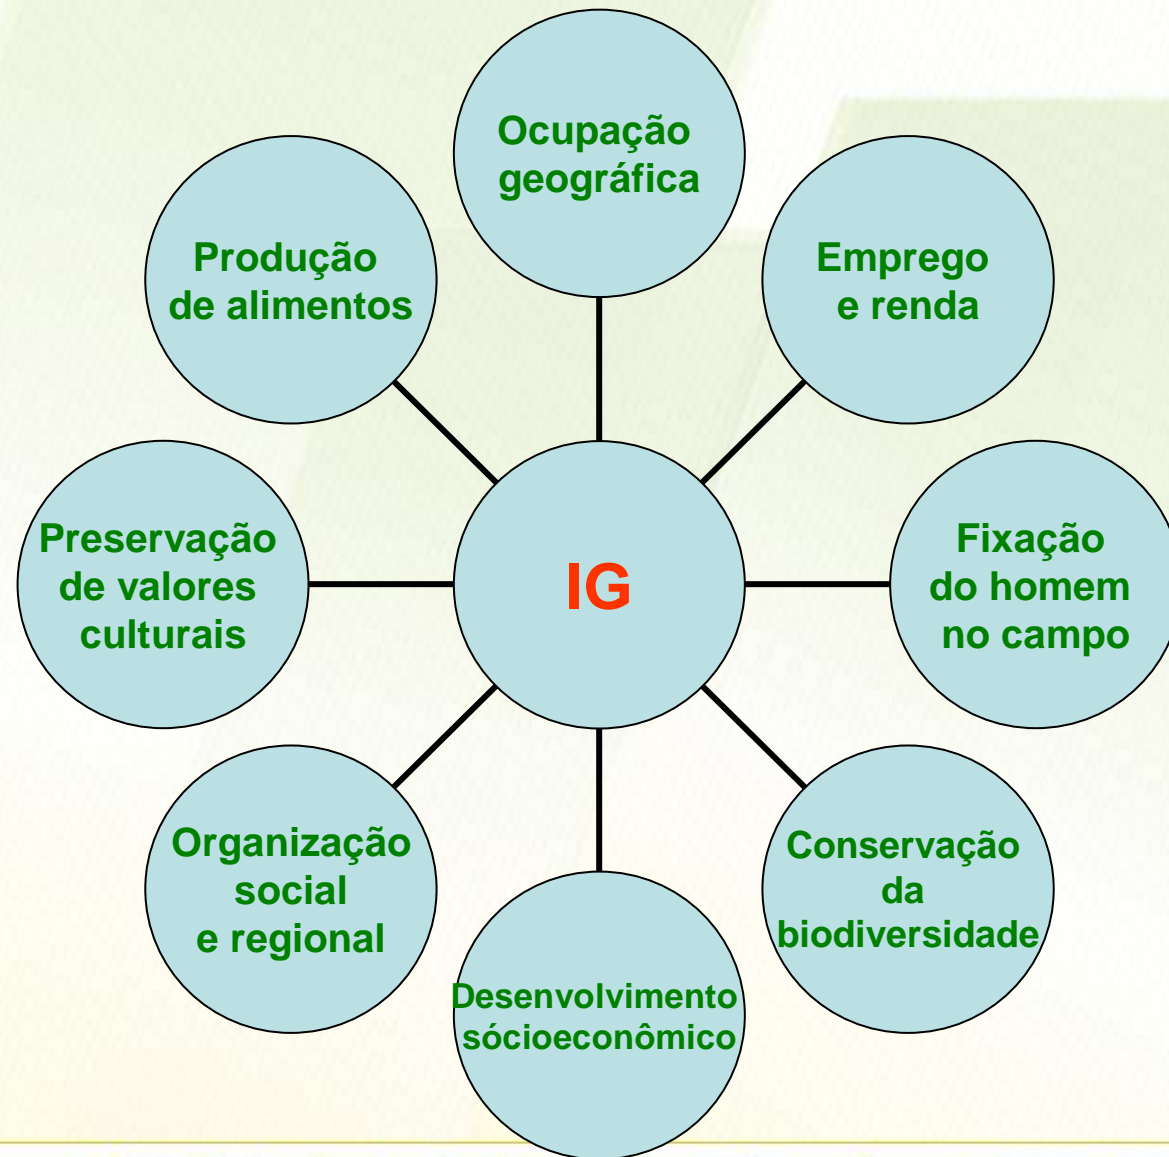 Ocupação
geográfica
Produção
de alimentos
Emprego
e renda
Preservação
de valores
culturais
IG
Fixação
do homem
no campo
Organização
social
e regional
Conservação
da
biodiversidade
Desenvolvimento
sócioeconômico